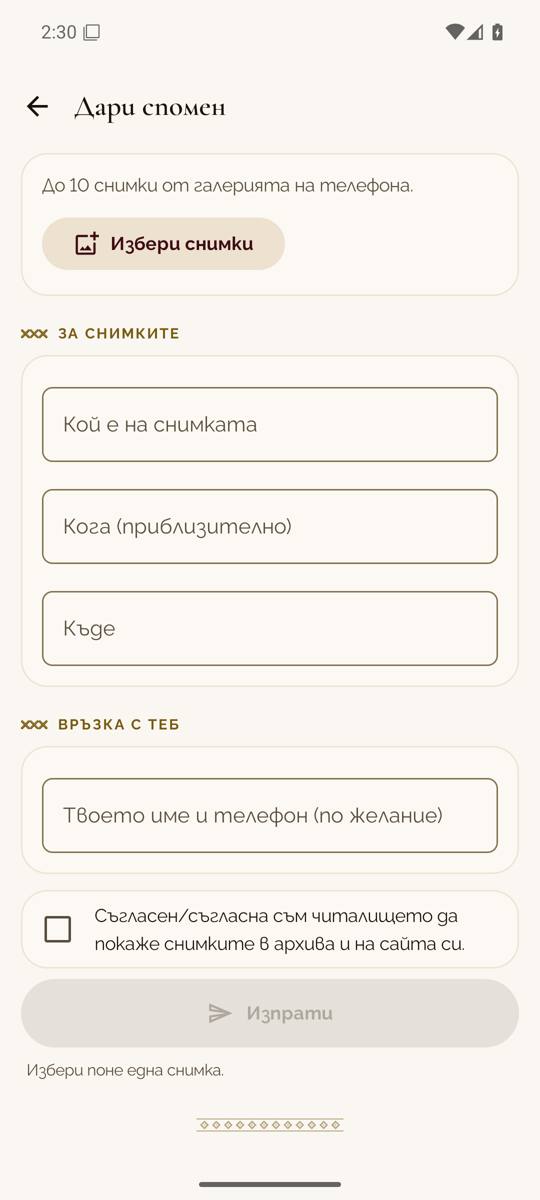 2:30
Дари спомен
До 10 снимки от галерията на телефона.
Избери снимки
ЗА СНИМКИТЕ
Кой е на снимката
Кога (приблизително)
Къде
ВРЪЗКА С ТЕБ
Твоето име и телефон (по желание)
Съгласен/съгласна съм читалището да
покаже снимките в архива и на сайта си.
Изпрати
Избери поне една снимка.